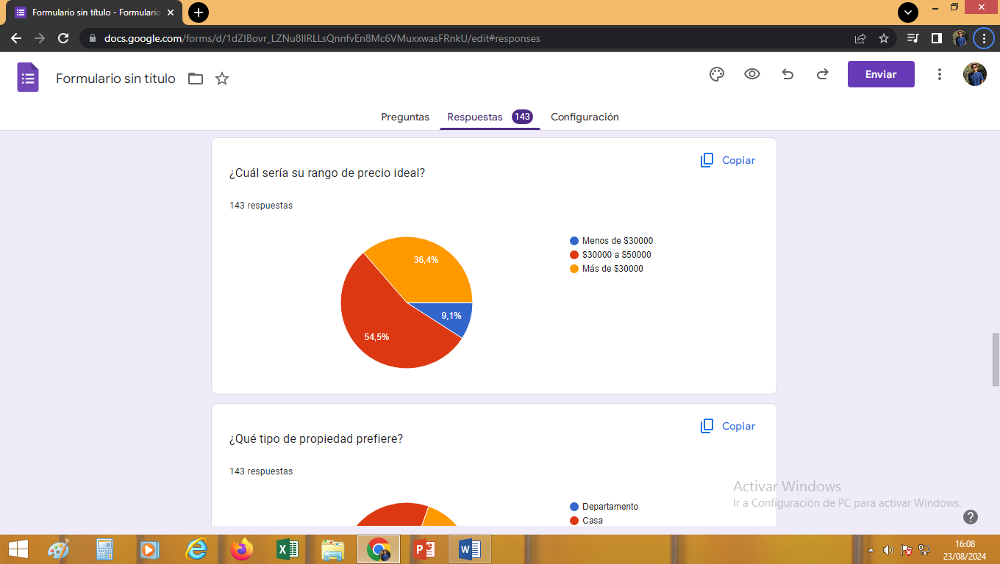 Formulario sin título - Formulario
docs.google.com/forms/d/1dZIBovr_LZNu8lIRLLsQnnfvEn8Mc6VMuxxwasFRnkU/edit#responses
Formulario sin título
Enviar
Preguntas Respuestas 143 Configuración
Copiar
¿Cuál sería su rango de precio ideal?
143 respuestas
Menos de $30000
$30000 a $50000
Más de $30000
36,4%
9,1%
54,5%
Copiar
¿Qué tipo de propiedad prefiere?
143 respuestas
Departamento
Casa
Activar Windows
Ir a Configuración de PC para activar Windows.
16:08
23/08/2024